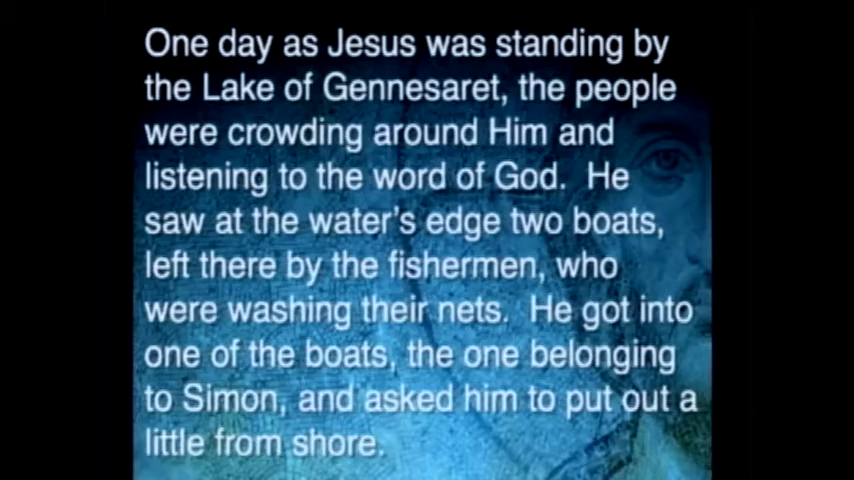 One day as Jesus was standing by
the Lake of Gennesaret, the people
were crowding around Him and
listening to the word of God.  He
saw at the water's edge two boats,
left there by the fishermen, who
were washing their nets.  He got into
one of the boats, the one belonging
to Simon, and asked him to put out a
little from shore.